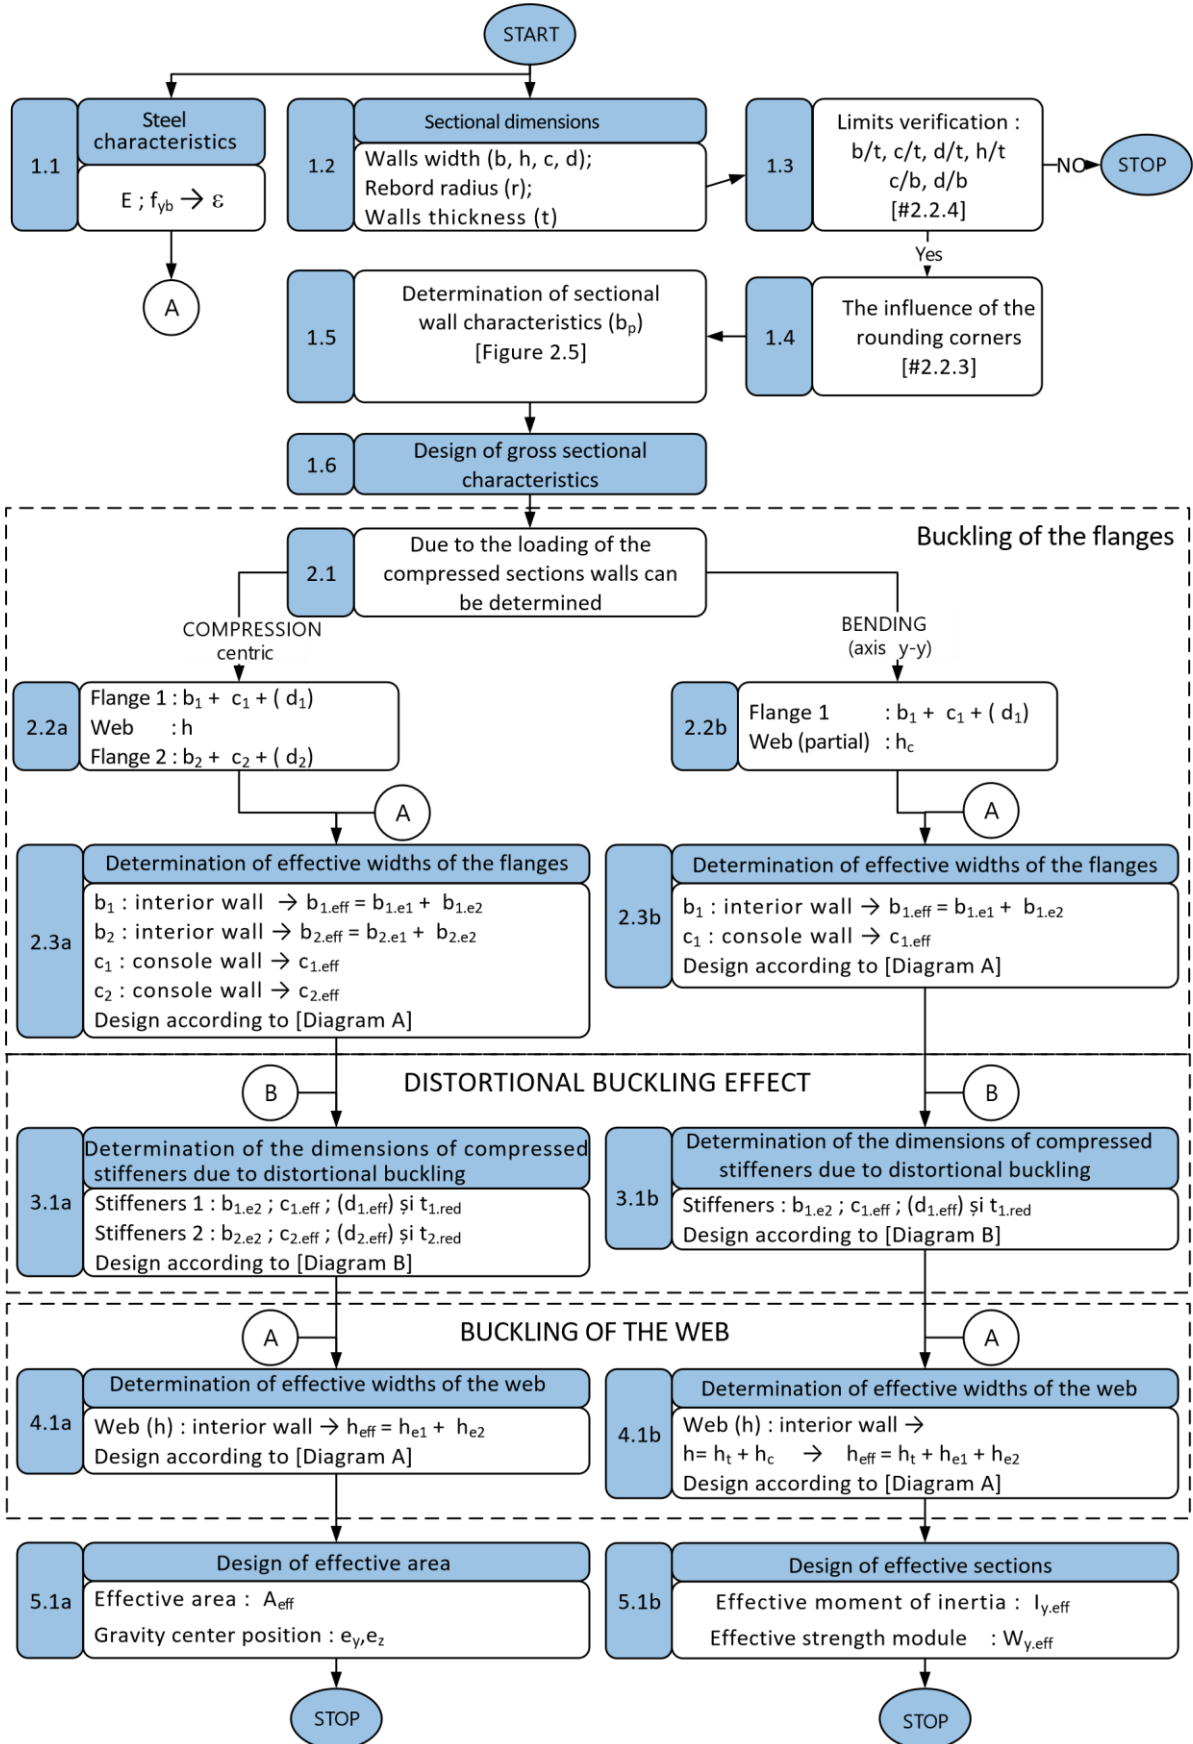 START
1.1
Steel
characteristics
E ; fyb → ε
A
1.2
Sectional dimensions
Walls width (b, h, c, d);
Rebord radius (r);
Walls thickness (t)
1.3
Limits verification :
b/t, c/t, d/t, h/t
c/b, d/b
[#2.2.4]
NO
STOP
Yes
1.4
The influence of the
rounding corners
[#2.2.3]
1.5
Determination of sectional
wall characteristics (bp)
[Figure 2.5]
1.6
Design of gross sectional
characteristics
Buckling of the flanges
2.1
Due to the loading of the
compressed sections walls can
be determined
COMPRESSION
centric
BENDING
(axis y-y)
2.2a
Flange 1 : b1 + c1 + ( d1)
Web : h
Flange 2 : b2 + c2 + ( d2)
2.2b
Flange 1 : b1 + c1 + ( d1)
Web (partial) : hc
A
A
2.3a
Determination of effective widths of the flanges
b1 : interior wall → b1.eff = b1.e1 + b1.e2
b2 : interior wall → b2.eff = b2.e1 + b2.e2
c1 : console wall → c1.eff
c2 : console wall → c2.eff
Design according to [Diagram A]
2.3b
Determination of effective widths of the flanges
b1 : interior wall → b1.eff = b1.e1 + b1.e2
c1 : console wall → c1.eff
Design according to [Diagram A]
DISTORTIONAL BUCKLING EFFECT
B
B
3.1a
Determination of the dimensions of compressed
stiffeners due to distortional buckling
Stiffeners 1 : b1.e2 ; c1.eff ; (d1.eff) și t1.red
Stiffeners 2 : b2.e2 ; c2.eff ; (d2.eff) și t2.red
Design according to [Diagram B]
3.1b
Determination of the dimensions of compressed
stiffeners due to distortional buckling
Stiffeners : b1.e2 ; c1.eff ; (d1.eff) și t1.red
Design according to [Diagram B]
BUCKLING OF THE WEB
A
A
4.1a
Determination of effective widths of the web
Web (h) : interior wall → heff = he1 + he2
Design according to [Diagram A]
4.1b
Determination of effective widths of the web
Web (h) : interior wall →
h= ht + hc → heff = ht + he1 + he2
Design according to [Diagram A]
5.1a
Design of effective area
Effective area : Aeff
Gravity center position : ey,ez
5.1b
Design of effective sections
Effective moment of inertia : Iy.eff
Effective strength module : Wy.eff
STOP
STOP